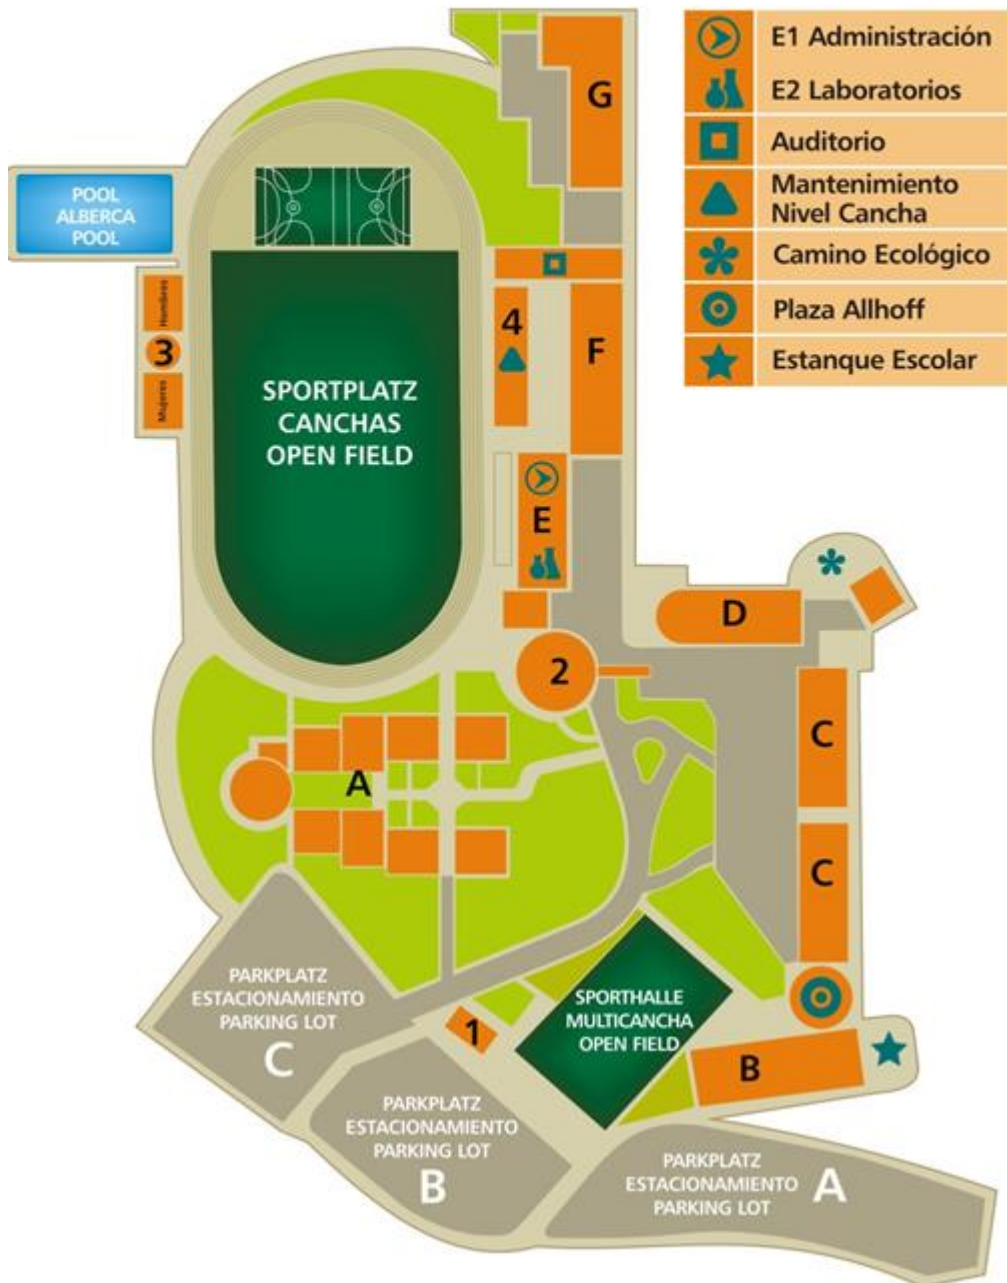 E1 Administración
E2 Laboratorios
Auditorio
Mantenimiento
Nivel Cancha
Camino Ecológico
Plaza Allhoff
Estanque Escolar
G
POOL
ALBERCA
POOL
Hombres
3
Mujeres
4
F
SPORTPLATZ
CANCHAS
OPEN FIELD
E
D
2
C
A
C
PARKPLATZ
ESTACIONAMIENTO
PARKING LOT
C
SPORTHALLE
MULTICANCHA
OPEN FIELD
1
B
PARKPLATZ
ESTACIONAMIENTO
PARKING LOT
B
PARKPLATZ
ESTACIONAMIENTO
PARKING LOT
A